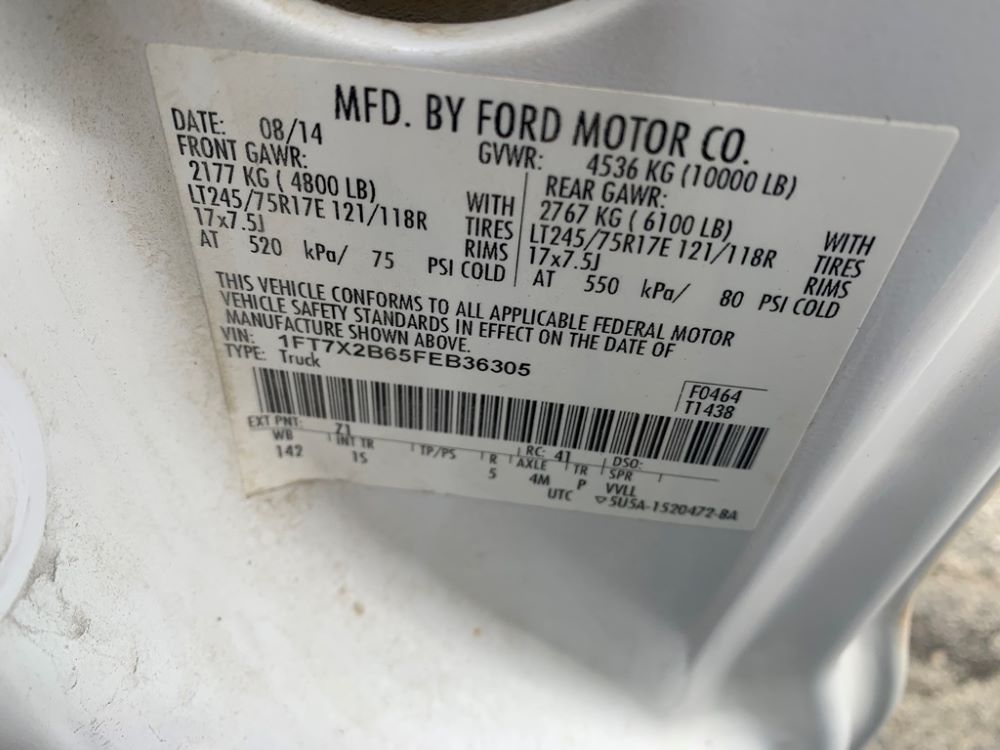 MFD. BY FORD MOTOR CO.
DATE: 08/14
GVWR: 4536 KG (10000 LB)
FRONT GAWR:
2177 KG ( 4800 LB) WITH
LT245/75R17E 121/118R TIRES
17x7.5J RIMS
AT 520 kPa/ 75 PSI COLD
REAR GAWR:
2767 KG ( 6100 LB) WITH
LT245/75R17E 121/118R TIRES
17x7.5J RIMS
AT 550 kPa/ 80 PSI COLD
THIS VEHICLE CONFORMS TO ALL APPLICABLE FEDERAL MOTOR
VEHICLE SAFETY STANDARDS IN EFFECT ON THE DATE OF
MANUFACTURE SHOWN ABOVE.
VIN: 1FT7X2B65FEB36305
TYPE: Truck
F0464
T1438
EXT PNT: Z1 RC: 41 DSO:
WB INT TR TP/PS R AXLE TR SPR
142 15 5 4M P VVLL
UTC ▽5U5A-1520472-BA